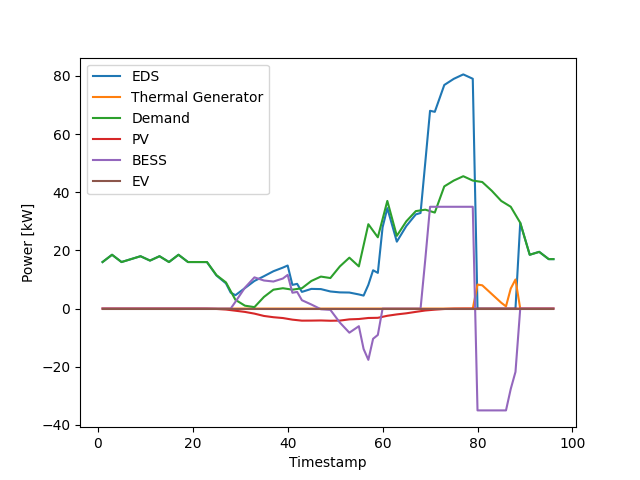 EDS
Thermal Generator
Demand
PV
BESS
EV
Power [kW]
80
60
40
20
0
−20
−40
0 20 40 60 80 100
Timestamp